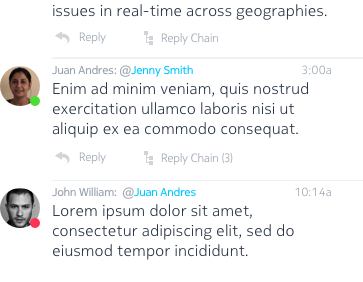 issues in real-time across geographies.
Reply Reply Chain
Juan Andres: @Jenny Smith 3:00a
Enim ad minim veniam, quis nostrud
exercitation ullamco laboris nisi ut
aliquip ex ea commodo consequat.
Reply Reply Chain (3)
John William: @Juan Andres 10:14a
Lorem ipsum dolor sit amet,
consectetur adipiscing elit, sed do
eiusmod tempor incididunt.